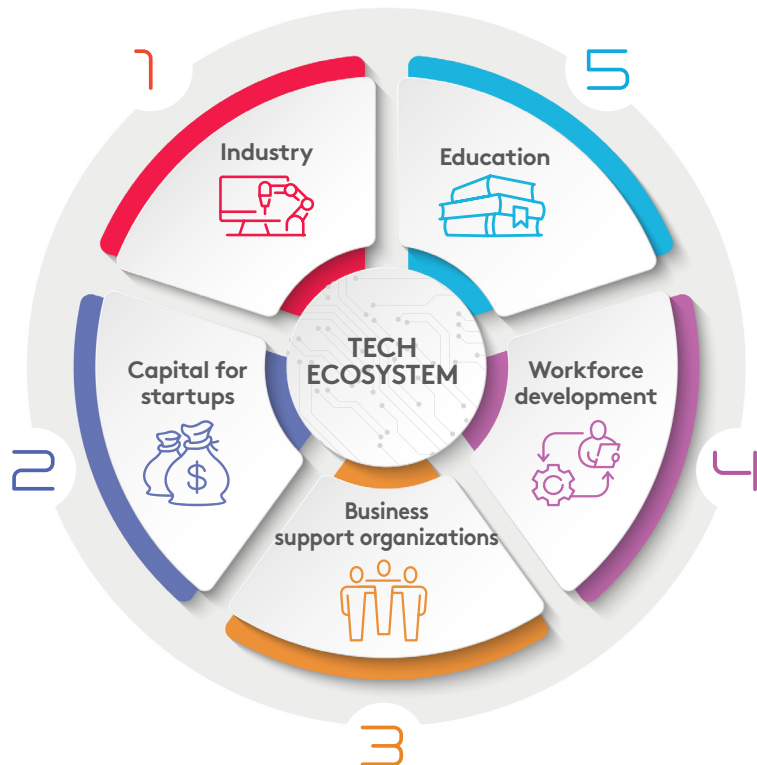 1
5
Industry
Education
TECH
ECOSYSTEM
Capital for
startups
Workforce
development
2
$
4
Business
support organizations
3